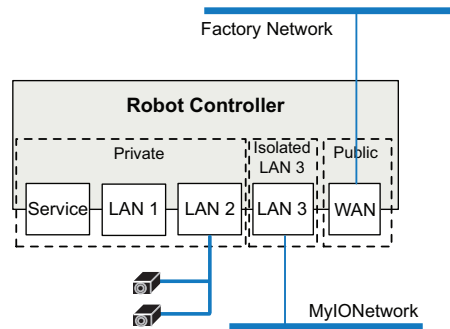 Factory Network
Robot Controller
Private
Isolated
LAN 3
Public
Service
LAN 1
LAN 2
LAN 3
WAN
MyIONetwork